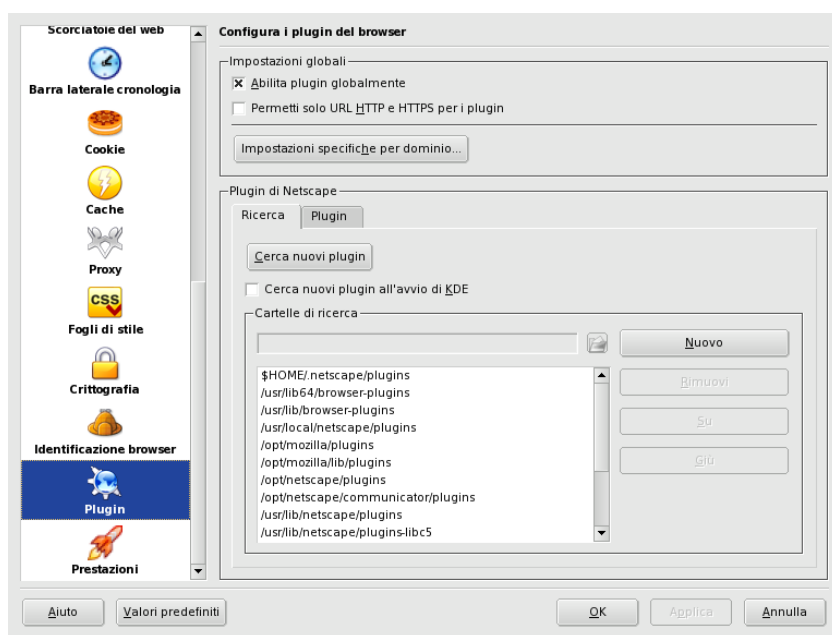 Scorciatoie del web
Barra laterale cronologia
Cookie
Cache
Proxy
CSS
Fogli di stile
Crittografia
Identificazione browser
Plugin
Prestazioni
Configura i plugin del browser
Impostazioni globali
Abilita plugin globalmente
Permetti solo URL HTTP e HTTPS per i plugin
Impostazioni specifiche per dominio...
Plugin di Netscape
Ricerca Plugin
Cerca nuovi plugin
Cerca nuovi plugin all'avvio di KDE
Cartelle di ricerca
Nuovo
$HOME/.netscape/plugins
/usr/lib64/browser-plugins
/usr/lib/browser-plugins
/usr/local/netscape/plugins
/opt/mozilla/plugins
/opt/mozilla/lib/plugins
/opt/netscape/plugins
/opt/netscape/communicator/plugins
/usr/lib/netscape/plugins
/usr/lib/netscape/plugins-libc5
Rimuovi
Su
Giù
Aiuto Valori predefiniti OK Applica Annulla